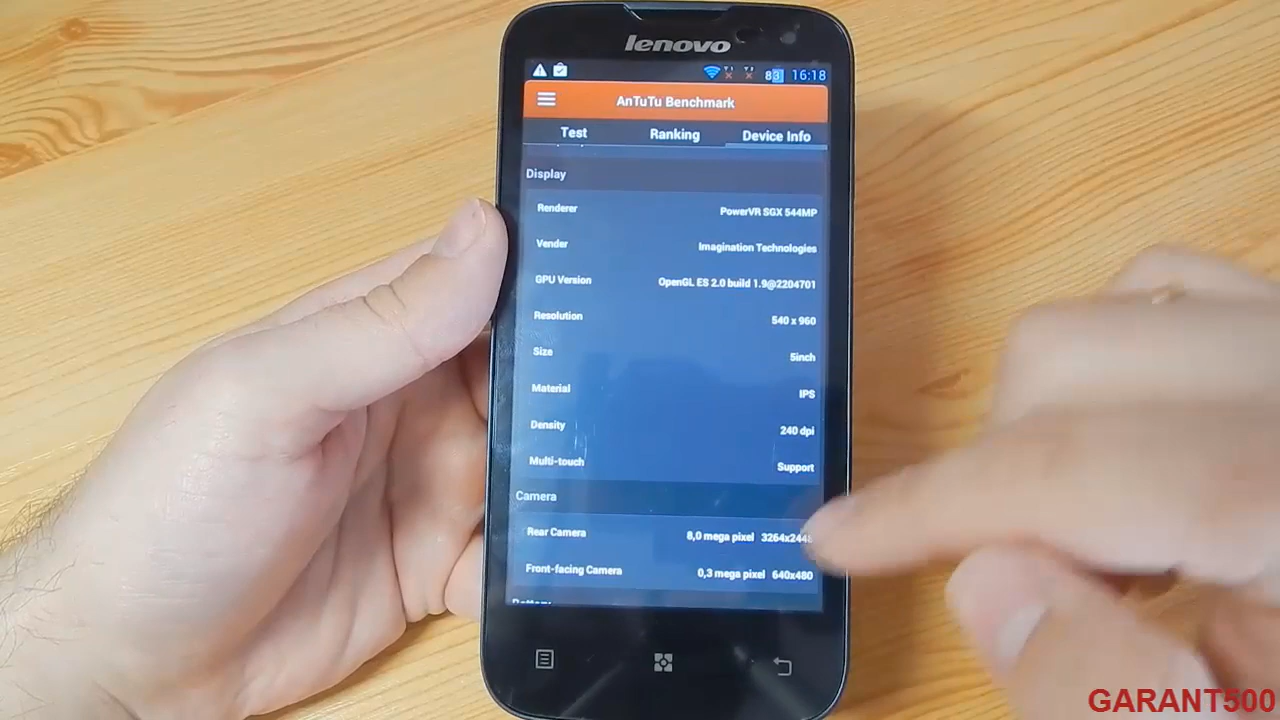 lenovo
83 16:18
AnTuTu Benchmark
Test Ranking Device Info
Display
Renderer PowerVR SGX 544MP
Vender Imagination Technologies
GPU Version OpenGL ES 2.0 build 1.9@2204701
Resolution 540 x 960
Size 5inch
Material IPS
Density 240 dpi
Multi-touch Support
Camera
Rear Camera 8,0 mega pixel 3264x2448
Front-facing Camera 0,3 mega pixel 640x480
GARANT500